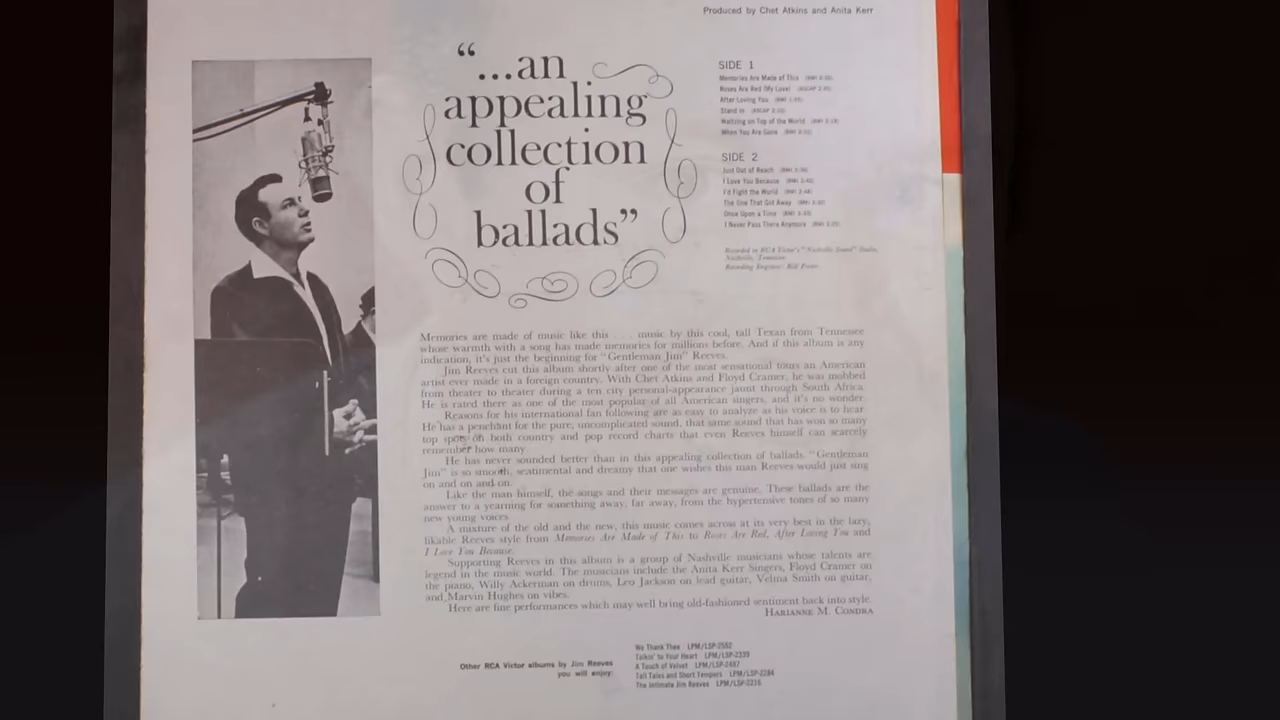 Produced by Chet Atkins and Anita Kerr
“...an
appealing
collection
of
ballads”
SIDE 1
Memories Are Made of This
Roses Are Red (My Love)
After Loving You
Stand In
Waltzing on Top of the World
When You Are Gone
SIDE 2
Just Out of Reach
I Love You Because
I'd Fight the World
The One That Got Away
Once Upon a Time
I Never Pass There Anymore
Recorded in RCA Victor's "Nashville Sound" Studio,
Nashville, Tennessee
Recording Engineer: Bill Porter
Memories are made of music like this . . . music by this cool, tall Texan from Tennessee
whose warmth with a song has made memories for millions before. And if this album is any
indication, it's just the beginning for "Gentleman Jim" Reeves.
Jim Reeves cut this album shortly after one of the most sensational tours an American
artist ever made in a foreign country. With Chet Atkins and Floyd Cramer, he was mobbed
from theater to theater during a ten city personal-appearance jaunt through South Africa.
He is rated there as one of the most popular of all American singers, and it's no wonder.
Reasons for his international fan following are as easy to analyze as his voice is to hear.
He has a penchant for the pure, uncomplicated sound, that same sound that has won so many
top spots on both country and pop record charts that even Reeves himself can scarcely
remember how many.
He has never sounded better than in this appealing collection of ballads. "Gentleman
Jim" is so smooth, sentimental and dreamy that one wishes this man Reeves would just sing
on and on and on.
Like the man himself, the songs and their messages are genuine. These ballads are the
answer to a yearning for something away, far away, from the hypertensive tones of so many
new young voices.
A mixture of the old and the new, this music comes across at its very best in the lazy,
likable Reeves style from Memories Are Made of This to Roses Are Red, After Loving You and
I Love You Because.
Supporting Reeves in this album is a group of Nashville musicians whose talents are
legend in the music world. The musicians include the Anita Kerr Singers, Floyd Cramer on
the piano, Willy Ackerman on drums, Leo Jackson on lead guitar, Velma Smith on guitar,
and Marvin Hughes on vibes.
Here are fine performances which may well bring old-fashioned sentiment back into style.
HARIANNE M. CONDRA
Other RCA Victor albums by Jim Reeves
you will enjoy:
We Thank Thee LPM/LSP-2552
Talkin' to Your Heart LPM/LSP-2339
A Touch of Velvet LPM/LSP-2487
Tall Tales and Short Tempers LPM/LSP-2284
The Intimate Jim Reeves LPM/LSP-2216